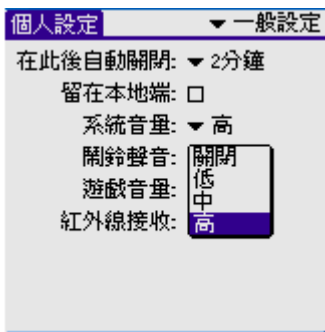 個人設定 一般設定
在此後自動關閉: 2分鐘
留在本地端:
系統音量: 高
鬧鈴聲音: 關閉
低
遊戲音量: 中
紅外線接收: 高